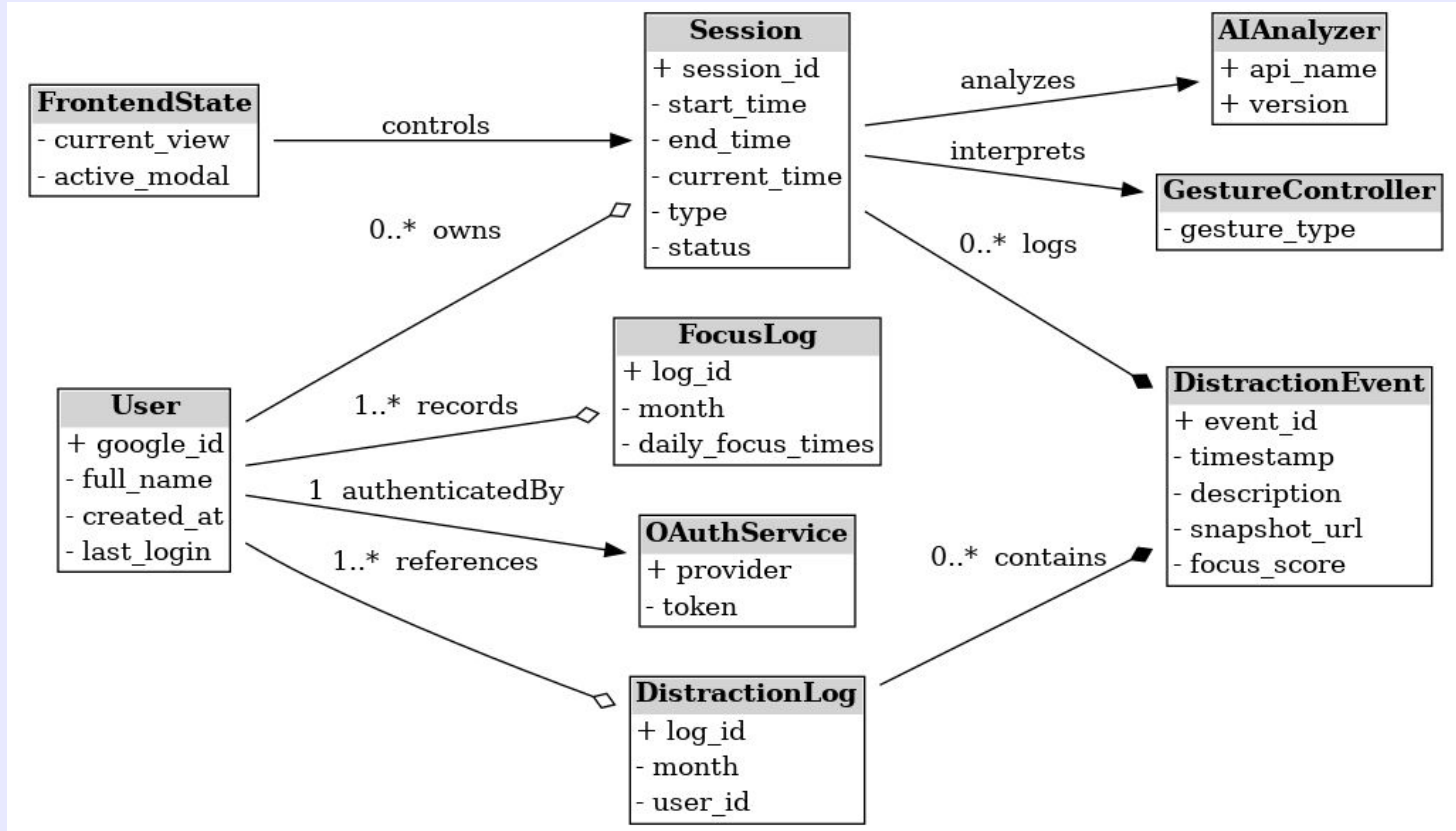 FrontendState
- current_view
- active_modal
controls
Session
+ session_id
- start_time
- end_time
- current_time
- type
- status
analyzes
AIAnalyzer
+ api_name
+ version
interprets
GestureController
- gesture_type
0..* owns
0..* logs
User
+ google_id
- full_name
- created_at
- last_login
1..* records
FocusLog
+ log_id
- month
- daily_focus_times
1 authenticatedBy
OAuthService
+ provider
- token
1..* references
DistractionLog
+ log_id
- month
- user_id
0..* contains
DistractionEvent
+ event_id
- timestamp
- description
- snapshot_url
- focus_score